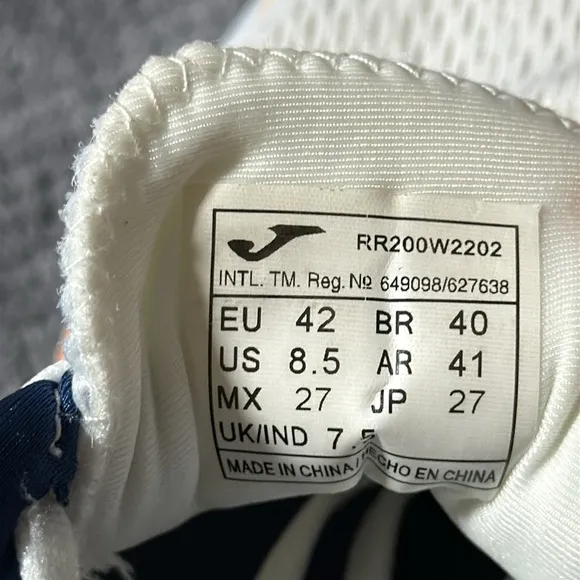 RR200W2202
INTL. TM. Reg. Nº 649098/627638
EU 42 BR 40
US 8.5 AR 41
MX 27 JP 27
UK/IND 7.5
MADE IN CHINA / HECHO EN CHINA